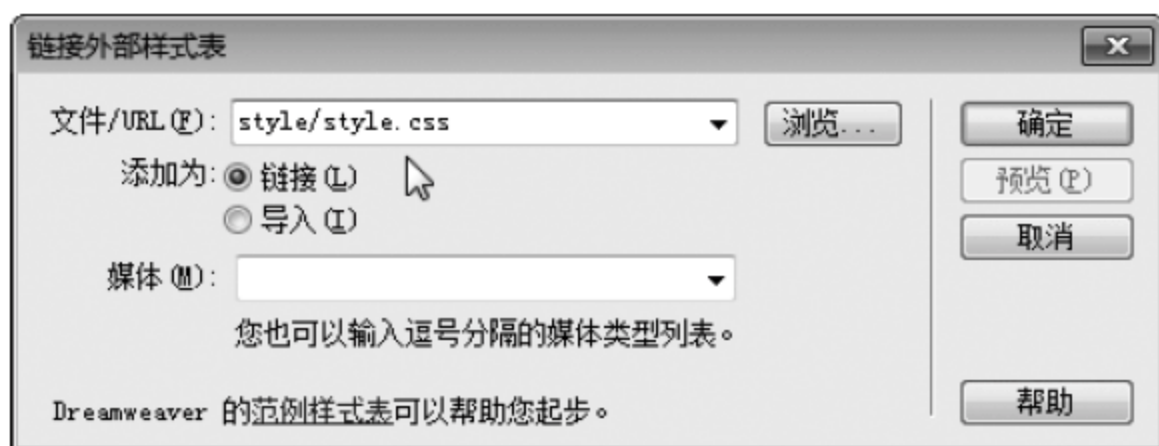 链接外部样式表
文件/URL(F): style/style.css 浏览... 确定
添加为: 链接(L) 预览(P)
导入(I) 取消
媒体(M):
您也可以输入逗号分隔的媒体类型列表。
Dreamweaver 的范例样式表可以帮助您起步。 帮助